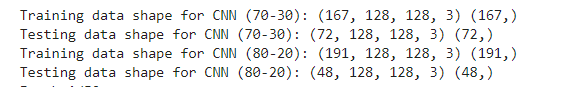 Training data shape for CNN (70-30): (167, 128, 128, 3) (167,)
Testing data shape for CNN (70-30): (72, 128, 128, 3) (72,)
Training data shape for CNN (80-20): (191, 128, 128, 3) (191,)
Testing data shape for CNN (80-20): (48, 128, 128, 3) (48,)